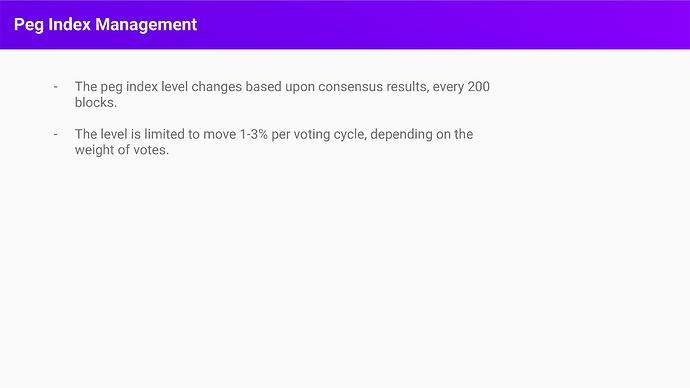 Peg Index Management
- The peg index level changes based upon consensus results, every 200
blocks.
- The level is limited to move 1-3% per voting cycle, depending on the
weight of votes.